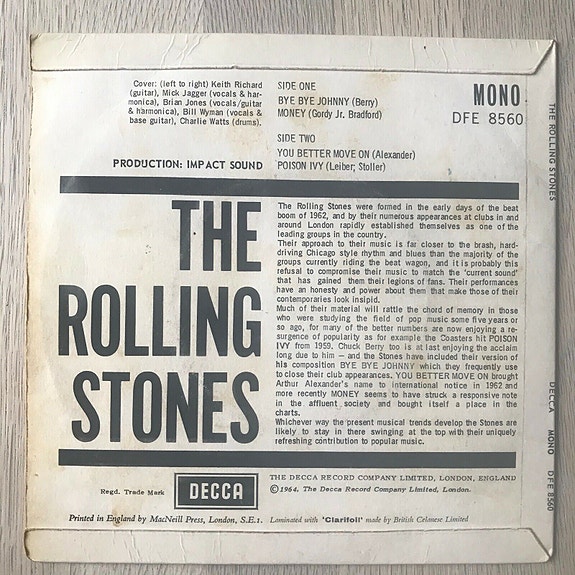 Cover: (left to right) Keith Richard
(guitar), Mick Jagger (vocals & har-
monica), Brian Jones (vocals/guitar
& harmonica), Bill Wyman (vocals &
base guitar), Charlie Watts (drums).
PRODUCTION: IMPACT SOUND
SIDE ONE
BYE BYE JOHNNY (Berry)
MONEY (Gordy Jr. Bradford)
SIDE TWO
YOU BETTER MOVE ON (Alexander)
POISON IVY (Leiber; Stoller)
MONO
DFE 8560
THE
ROLLING
STONES
The Rolling Stones were formed in the early days of the beat
boom of 1962, and by their numerous appearances at clubs in and
around London rapidly established themselves as one of the
leading groups in the country.
Their approach to their music is far closer to the brash, hard-
driving Chicago style rhythm and blues than the majority of the
groups currently riding the beat wagon, and it is probably this
refusal to compromise their music to match the 'current sound'
that has gained them their legions of fans. Their performances
have an honesty and power about them that make those of their
contemporaries look insipid.
Much of their material will rattle the chord of memory in those
who were studying the field of pop music some five years or
so ago, for many of the better numbers are now enjoying a re-
surgence of popularity as for example the Coasters hit POISON
IVY from 1959. Chuck Berry too is at last enjoying the acclaim
long due to him — and the Stones have included their version of
his composition BYE BYE JOHNNY which they frequently use
to close their club appearances. YOU BETTER MOVE ON brought
Arthur Alexander's name to international notice in 1962 and
more recently MONEY seems to have struck a responsive note
in the affluent society and bought itself a place in the
charts.
Whichever way the present musical trends develop the Stones are
likely to stay in there swinging at the top with their uniquely
refreshing contribution to popular music.
Regd. Trade Mark
DECCA
THE DECCA RECORD COMPANY LIMITED, LONDON, ENGLAND
© 1964, The Decca Record Company Limited, London.
Printed in England by MacNeill Press, London, S.E.1.
Laminated with 'Clarifoil' made by British Celanese Limited
THE ROLLING STONES
DECCA MONO DFE 8560